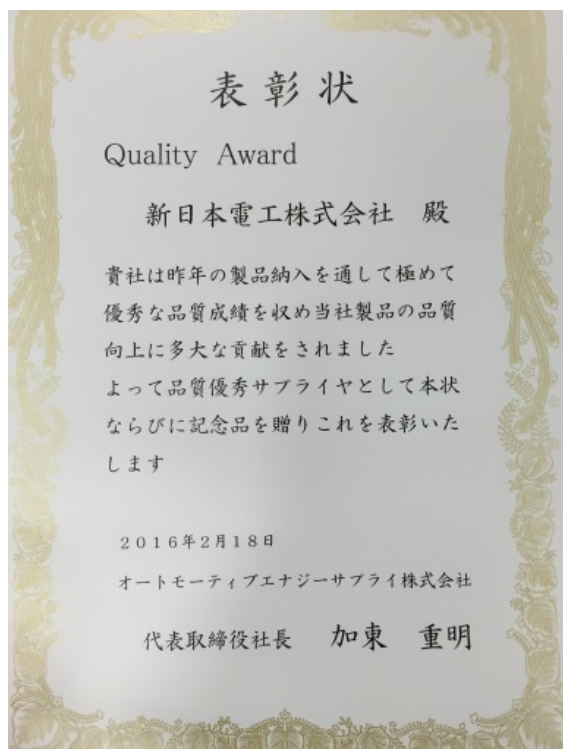 表彰状
Quality Award
新日本電工株式会社 殿
貴社は昨年の製品納入を通して極めて
優秀な品質成績を収め当社製品の品質
向上に多大な貢献をされました
よって品質優秀サプライヤとして本状
ならびに記念品を贈りこれを表彰いた
します
2016年2月18日
オートモーティブエナジーサプライ株式会社
代表取締役社長 加東 重明